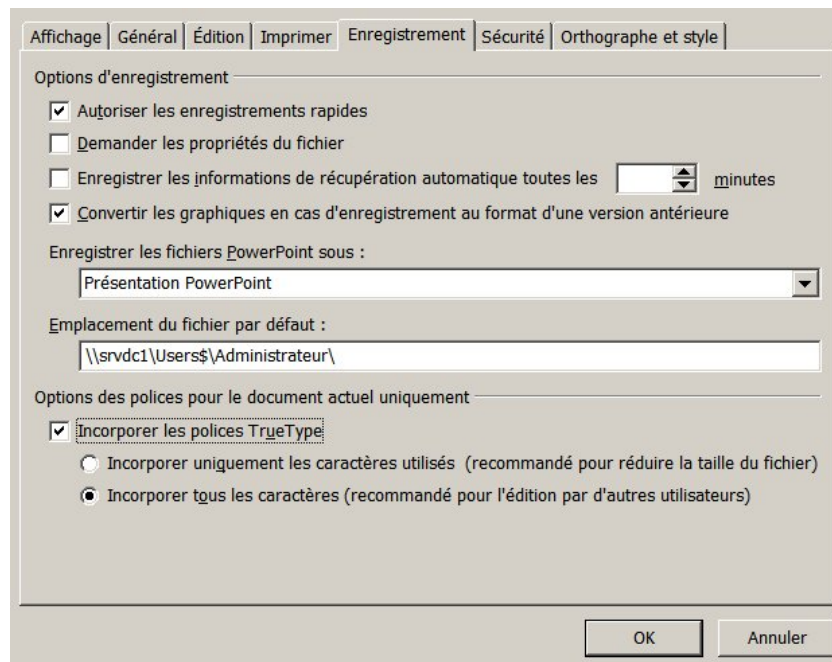 Affichage Général Édition Imprimer Enregistrement Sécurité Orthographe et style
Options d'enregistrement
Autoriser les enregistrements rapides
Demander les propriétés du fichier
Enregistrer les informations de récupération automatique toutes les minutes
Convertir les graphiques en cas d'enregistrement au format d'une version antérieure
Enregistrer les fichiers PowerPoint sous :
Présentation PowerPoint
Emplacement du fichier par défaut :
\\srvdc1\Users$\Administrateur\
Options des polices pour le document actuel uniquement
Incorporer les polices TrueType
Incorporer uniquement les caractères utilisés (recommandé pour réduire la taille du fichier)
Incorporer tous les caractères (recommandé pour l'édition par d'autres utilisateurs)
OK Annuler